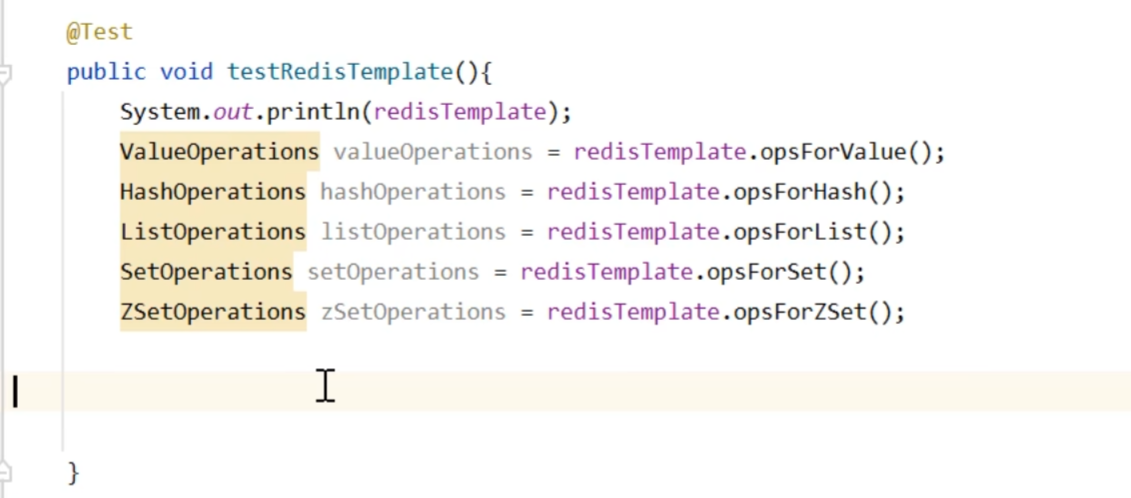 @Test
public void testRedisTemplate(){
System.out.println(redisTemplate);
ValueOperations valueOperations = redisTemplate.opsForValue();
HashOperations hashOperations = redisTemplate.opsForHash();
ListOperations listOperations = redisTemplate.opsForList();
SetOperations setOperations = redisTemplate.opsForSet();
ZSetOperations zSetOperations = redisTemplate.opsForZSet();
}